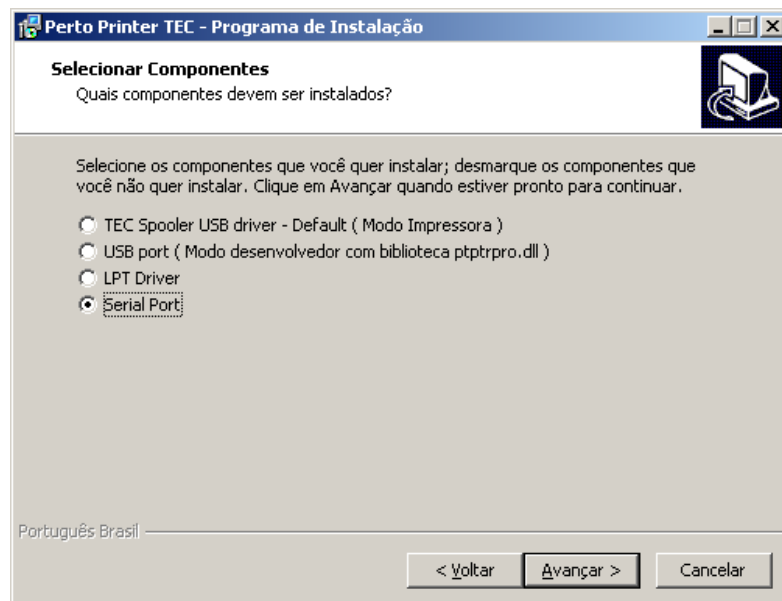 Perto Printer TEC - Programa de Instalação
Selecionar Componentes
Quais componentes devem ser instalados?
Selecione os componentes que você quer instalar; desmarque os componentes que
você não quer instalar. Clique em Avançar quando estiver pronto para continuar.
TEC Spooler USB driver - Default ( Modo Impressora )
USB port ( Modo desenvolvedor com biblioteca ptptrpro.dll )
LPT Driver
Serial Port
Português Brasil
< Voltar Avançar > Cancelar